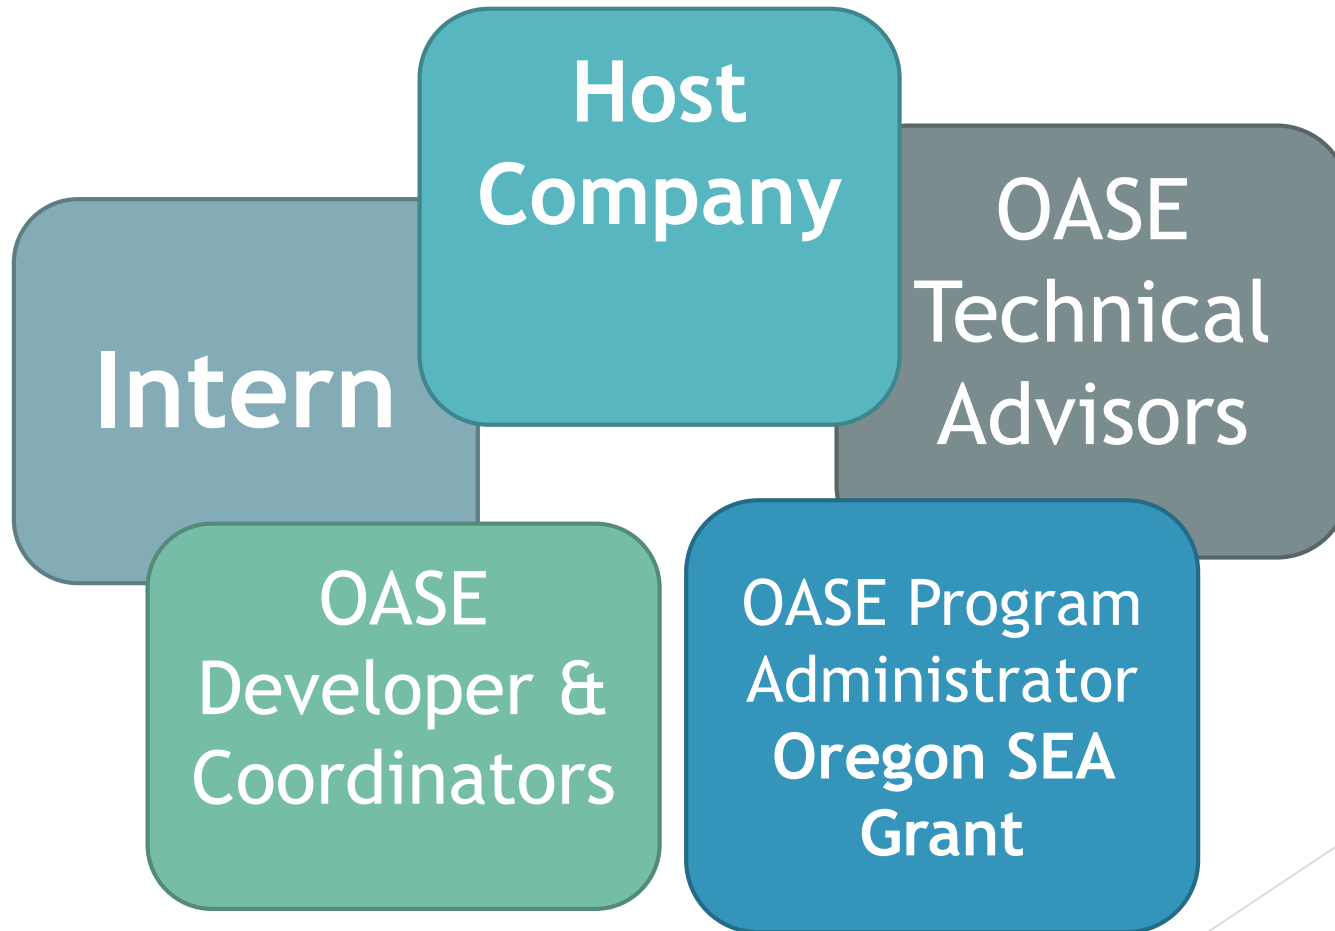 Host
Company
OASE
Technical
Advisors
Intern
OASE
Developer &
Coordinators
OASE Program
Administrator
Oregon SEA
Grant